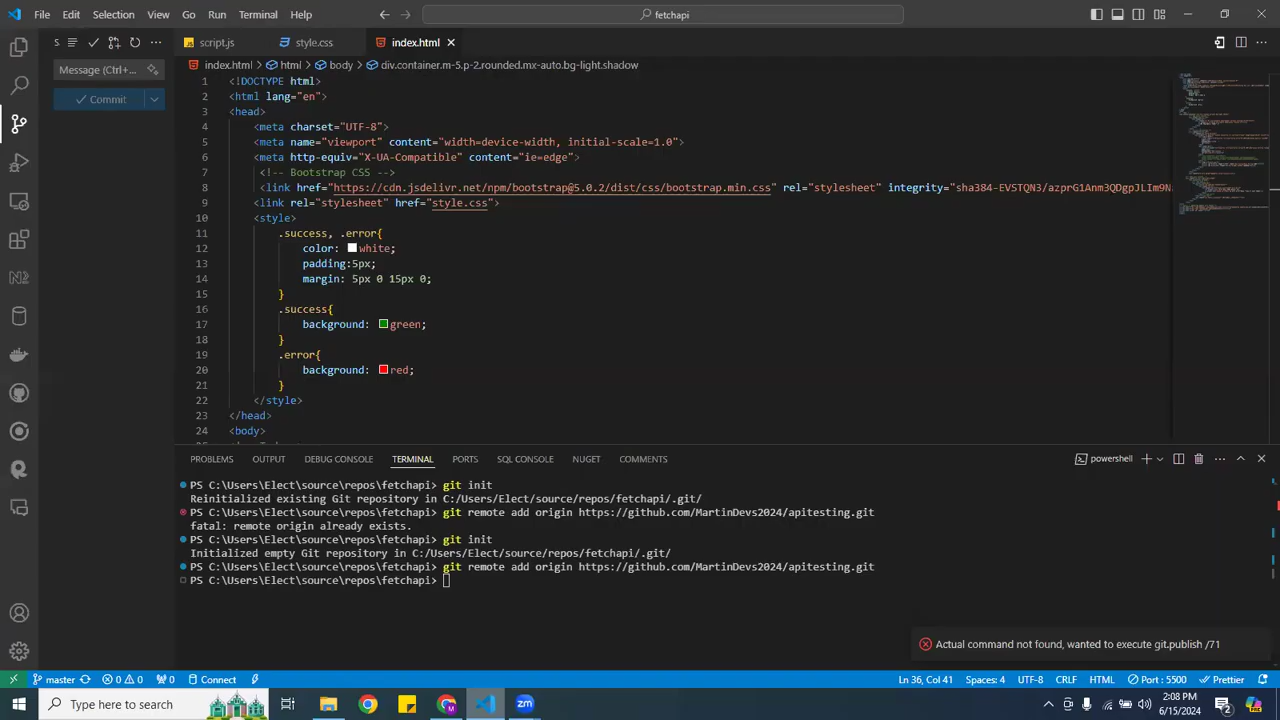 File Edit Selection View Go Run Terminal Help
fetchapi
S
script.js style.css index.html
Message (Ctrl+...
Commit
index.html > html > body > div.container.m-5.p-2.rounded.mx-auto.bg-light.shadow
1 <!DOCTYPE html>
2 <html lang="en">
3 <head>
4 <meta charset="UTF-8">
5 <meta name="viewport" content="width=device-width, initial-scale=1.0">
6 <meta http-equiv="X-UA-Compatible" content="ie=edge">
7 <!-- Bootstrap CSS -->
8 <link href="https://cdn.jsdelivr.net/npm/bootstrap@5.0.2/dist/css/bootstrap.min.css" rel="stylesheet" integrity="sha384-EVSTQN3/azprG1Anm3QDgpJLIm9N
9 <link rel="stylesheet" href="style.css">
10 <style>
11 .success, .error{
12 color: white;
13 padding:5px;
14 margin: 5px 0 15px 0;
15 }
16 .success{
17 background: green;
18 }
19 .error{
20 background: red;
21 }
22 </style>
23 </head>
24 <body>
PROBLEMS OUTPUT DEBUG CONSOLE TERMINAL PORTS SQL CONSOLE NUGET COMMENTS
powershell
PS C:\Users\Elect\source\repos\fetchapi> git init
Reinitialized existing Git repository in C:/Users/Elect/source/repos/fetchapi/.git/
PS C:\Users\Elect\source\repos\fetchapi> git remote add origin https://github.com/MartinDevs2024/apitesting.git
fatal: remote origin already exists.
PS C:\Users\Elect\source\repos\fetchapi> git init
Initialized empty Git repository in C:/Users/Elect/source/repos/fetchapi/.git/
PS C:\Users\Elect\source\repos\fetchapi> git remote add origin https://github.com/MartinDevs2024/apitesting.git
PS C:\Users\Elect\source\repos\fetchapi>
Actual command not found, wanted to execute git.publish /71
master 0 0 0 Connect Ln 36, Col 41 Spaces: 4 UTF-8 CRLF HTML Port : 5500 Prettier
Type here to search
2:08 PM
6/15/2024
2